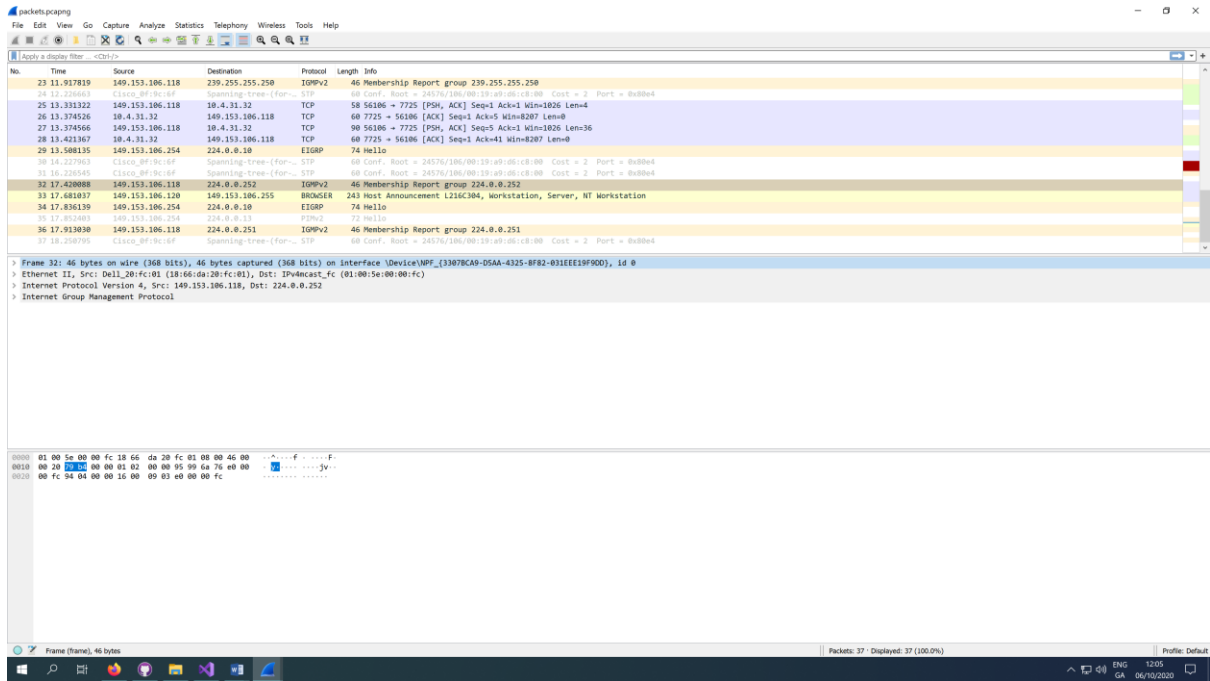 packets.pcapng
File Edit View Go Capture Analyze Statistics Telephony Wireless Tools Help
Apply a display filter ... <Ctrl-/>
No. Time Source Destination Protocol Length Info
23 11.917819 149.153.106.118 239.255.255.250 IGMPv2 46 Membership Report group 239.255.255.250
24 12.226663 Cisco_0f:9c:6f Spanning-tree-(for-… STP 60 Conf. Root = 24576/106/00:19:a9:d6:c8:00 Cost = 2 Port = 0x80e4
25 13.331322 149.153.106.118 10.4.31.32 TCP 58 56106 → 7725 [PSH, ACK] Seq=1 Ack=1 Win=1026 Len=4
26 13.374526 10.4.31.32 149.153.106.118 TCP 60 7725 → 56106 [ACK] Seq=1 Ack=5 Win=8207 Len=0
27 13.374566 149.153.106.118 10.4.31.32 TCP 90 56106 → 7725 [PSH, ACK] Seq=5 Ack=1 Win=1026 Len=36
28 13.421367 10.4.31.32 149.153.106.118 TCP 60 7725 → 56106 [ACK] Seq=1 Ack=41 Win=8207 Len=0
29 13.508135 149.153.106.254 224.0.0.10 EIGRP 74 Hello
30 14.227963 Cisco_0f:9c:6f Spanning-tree-(for-… STP 60 Conf. Root = 24576/106/00:19:a9:d6:c8:00 Cost = 2 Port = 0x80e4
31 16.226545 Cisco_0f:9c:6f Spanning-tree-(for-… STP 60 Conf. Root = 24576/106/00:19:a9:d6:c8:00 Cost = 2 Port = 0x80e4
32 17.420088 149.153.106.118 224.0.0.252 IGMPv2 46 Membership Report group 224.0.0.252
33 17.681037 149.153.106.120 149.153.106.255 BROWSER 243 Host Announcement L216C304, Workstation, Server, NT Workstation
34 17.836139 149.153.106.254 224.0.0.10 EIGRP 74 Hello
35 17.852403 149.153.106.254 224.0.0.13 PIMv2 72 Hello
36 17.913030 149.153.106.118 224.0.0.251 IGMPv2 46 Membership Report group 224.0.0.251
37 18.250795 Cisco_0f:9c:6f Spanning-tree-(for-… STP 60 Conf. Root = 24576/106/00:19:a9:d6:c8:00 Cost = 2 Port = 0x80e4
> Frame 32: 46 bytes on wire (368 bits), 46 bytes captured (368 bits) on interface \Device\NPF_{3307BCA9-D5AA-4325-8F82-031EEE19F9DD}, id 0
> Ethernet II, Src: Dell_20:fc:01 (18:66:da:20:fc:01), Dst: IPv4mcast_fc (01:00:5e:00:00:fc)
> Internet Protocol Version 4, Src: 149.153.106.118, Dst: 224.0.0.252
> Internet Group Management Protocol
0000 01 00 5e 00 00 fc 18 66 da 20 fc 01 08 00 46 00 ··^····f · ····F·
0010 00 20 79 b4 00 00 01 02 00 00 95 99 6a 76 e0 00 · y····· ····jv··
0020 00 fc 94 04 00 00 16 00 09 03 e0 00 00 fc ········ ······
Frame (frame), 46 bytes
Packets: 37 · Displayed: 37 (100.0%)
Profile: Default
ENG 12:05
GA 06/10/2020